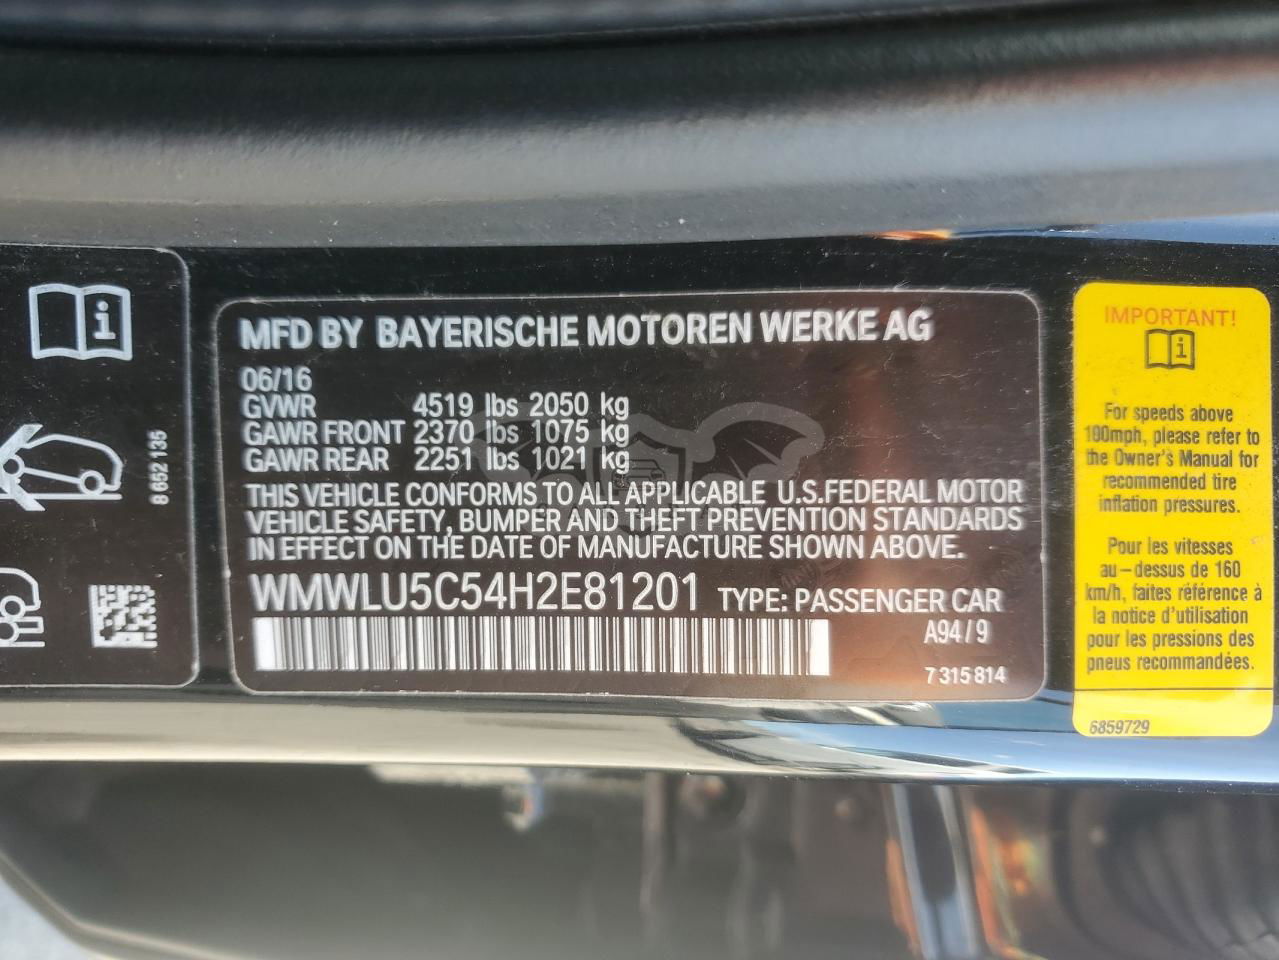 8 652 135
MFD BY BAYERISCHE MOTOREN WERKE AG
06/16
GVWR 4519 lbs 2050 kg
GAWR FRONT 2370 lbs 1075 kg
GAWR REAR 2251 lbs 1021 kg
THIS VEHICLE CONFORMS TO ALL APPLICABLE U.S.FEDERAL MOTOR
VEHICLE SAFETY, BUMPER AND THEFT PREVENTION STANDARDS
IN EFFECT ON THE DATE OF MANUFACTURE SHOWN ABOVE.
WMWLU5C54H2E81201 TYPE: PASSENGER CAR
A94/9
7 315 814
IMPORTANT!
For speeds above
100mph, please refer to
the Owner's Manual for
recommended tire
inflation pressures.
Pour les vitesses
au-dessus de 160
km/h, faites référence à
la notice d'utilisation
pour les pressions des
pneus recommandées.
6859729